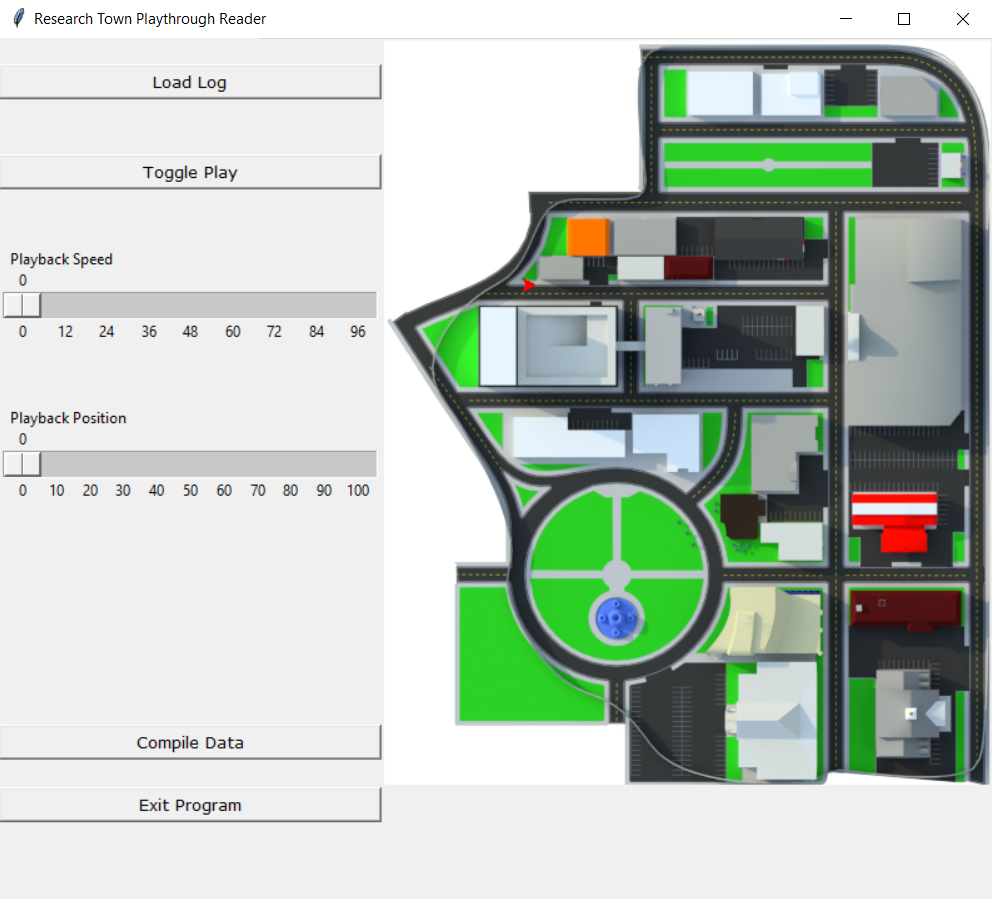 Research Town Playthrough Reader
Load Log
Toggle Play
Playback Speed
0
0 12 24 36 48 60 72 84 96
Playback Position
0
0 10 20 30 40 50 60 70 80 90 100
Compile Data
Exit Program